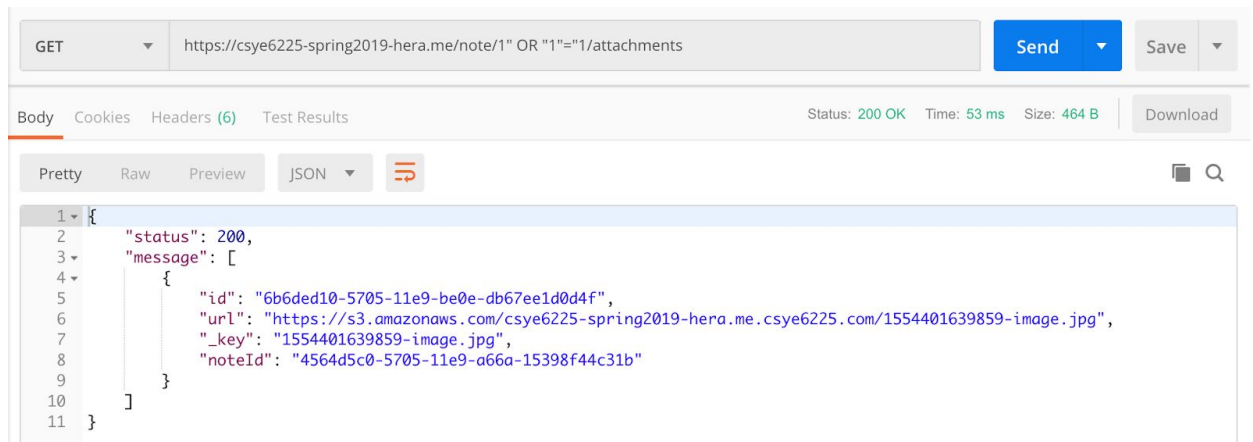 GET https://csye6225-spring2019-hera.me/note/1" OR "1"="1/attachments Send Save
Body Cookies Headers (6) Test Results Status: 200 OK Time: 53 ms Size: 464 B Download
Pretty Raw Preview JSON
1 {
2 "status": 200,
3 "message": [
4 {
5 "id": "6b6ded10-5705-11e9-be0e-db67ee1d0d4f",
6 "url": "https://s3.amazonaws.com/csye6225-spring2019-hera.me.csye6225.com/1554401639859-image.jpg",
7 "_key": "1554401639859-image.jpg",
8 "noteId": "4564d5c0-5705-11e9-a66a-15398f44c31b"
9 }
10 ]
11 }